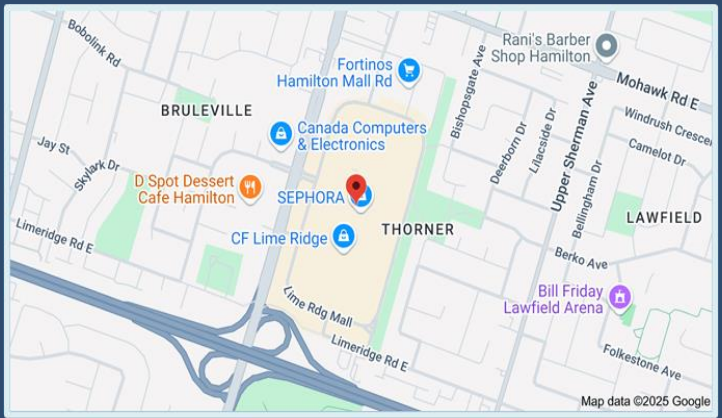 Bobolink Rd
Rani's Barber
Shop Hamilton
Fortinos
Hamilton Mall Rd
Mohawk Rd E
Bishopsgate Ave
BRULEVILLE
Canada Computers
& Electronics
Windrush Crescen
Upper Sherman Ave
Deerborn Dr
Lilacside Dr
Camelot Dr
Jay St
Skylark Dr
D Spot Dessert
Cafe Hamilton
SEPHORA
Bellingham Dr
LAWFIELD
THORNER
CF Lime Ridge
Limeridge Rd E
Berko Ave
Bill Friday
Lawfield Arena
Lime Rdg Mall
Limeridge Rd E
Folkestone Ave
Map data ©2025 Google